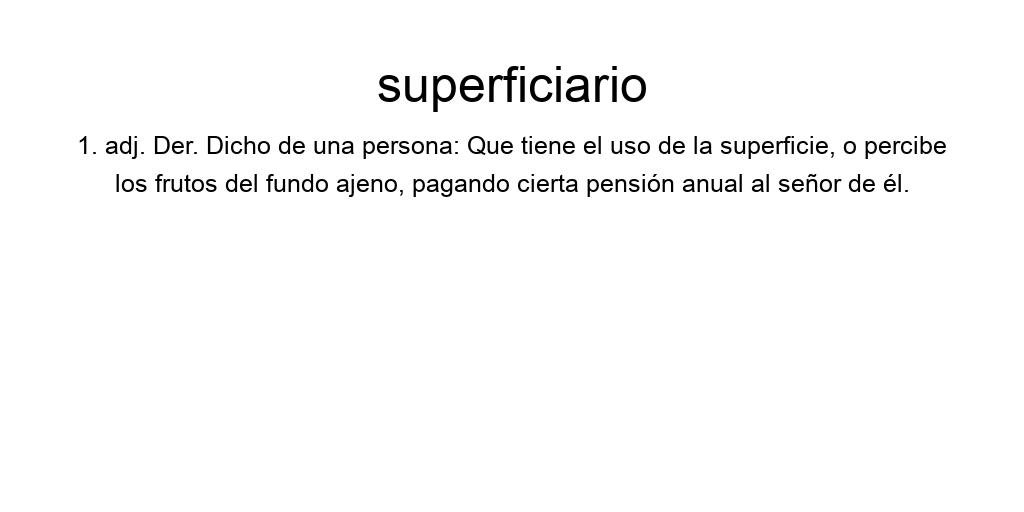 superficiario
1. adj. Der. Dicho de una persona: Que tiene el uso de la superficie, o percibe
los frutos del fundo ajeno, pagando cierta pensión anual al señor de él.